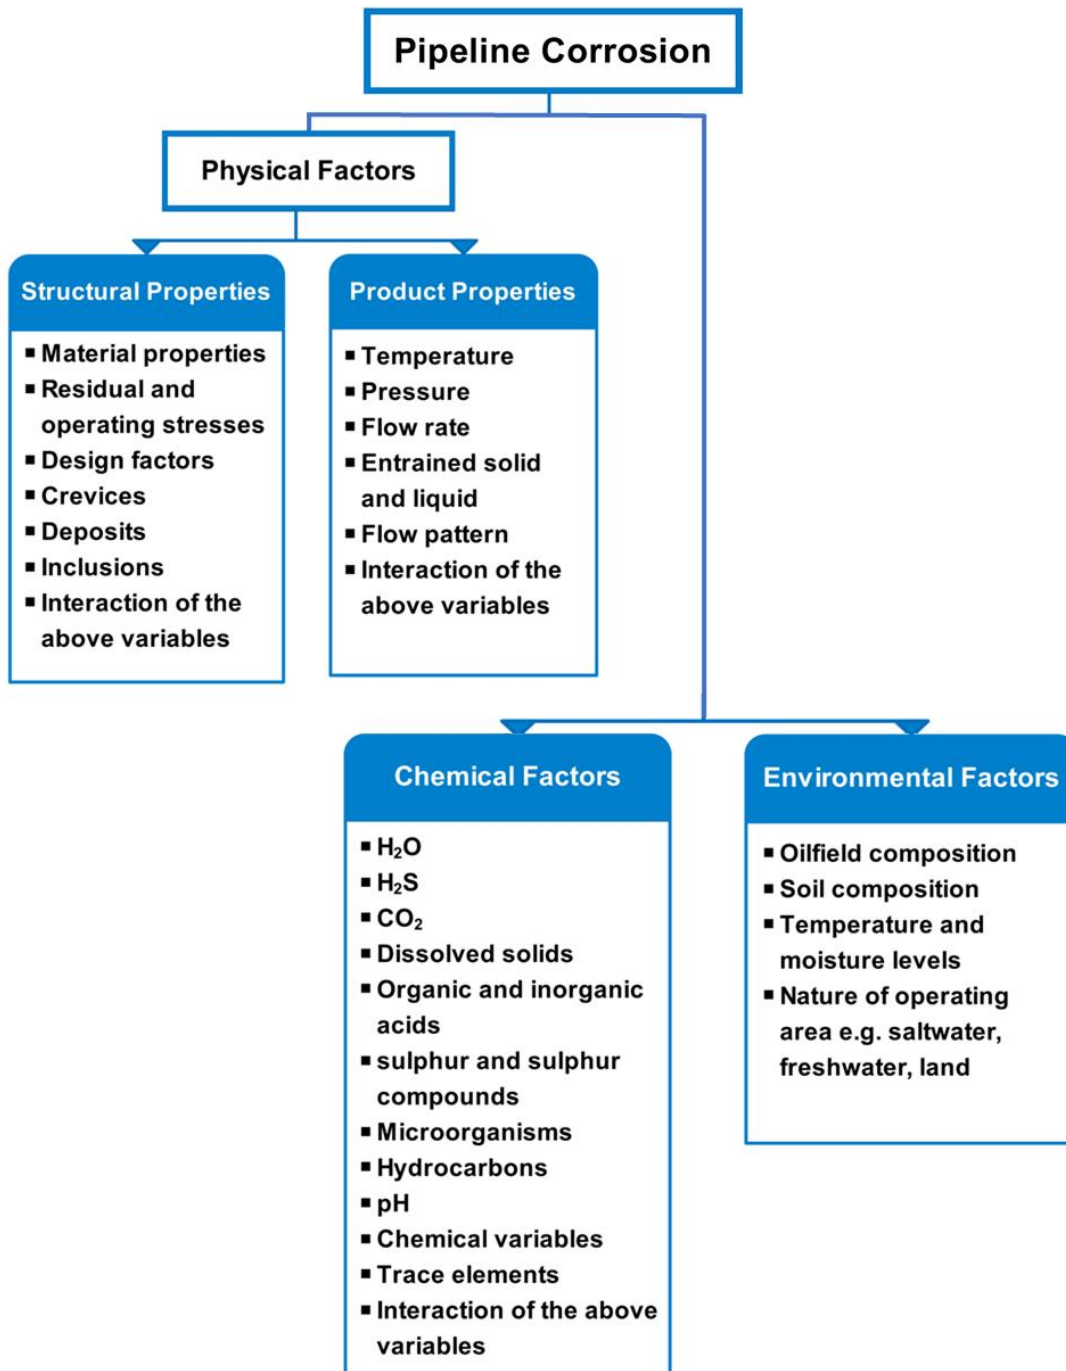 Pipeline Corrosion
Physical Factors
Structural Properties
▪ Material properties
▪ Residual and
operating stresses
▪ Design factors
▪ Crevices
▪ Deposits
▪ Inclusions
▪ Interaction of the
above variables
Product Properties
▪ Temperature
▪ Pressure
▪ Flow rate
▪ Entrained solid
and liquid
▪ Flow pattern
▪ Interaction of the
above variables
Chemical Factors
▪ H₂O
▪ H₂S
▪ CO₂
▪ Dissolved solids
▪ Organic and inorganic
acids
▪ sulphur and sulphur
compounds
▪ Microorganisms
▪ Hydrocarbons
▪ pH
▪ Chemical variables
▪ Trace elements
▪ Interaction of the above
variables
Environmental Factors
▪ Oilfield composition
▪ Soil composition
▪ Temperature and
moisture levels
▪ Nature of operating
area e.g. saltwater,
freshwater, land